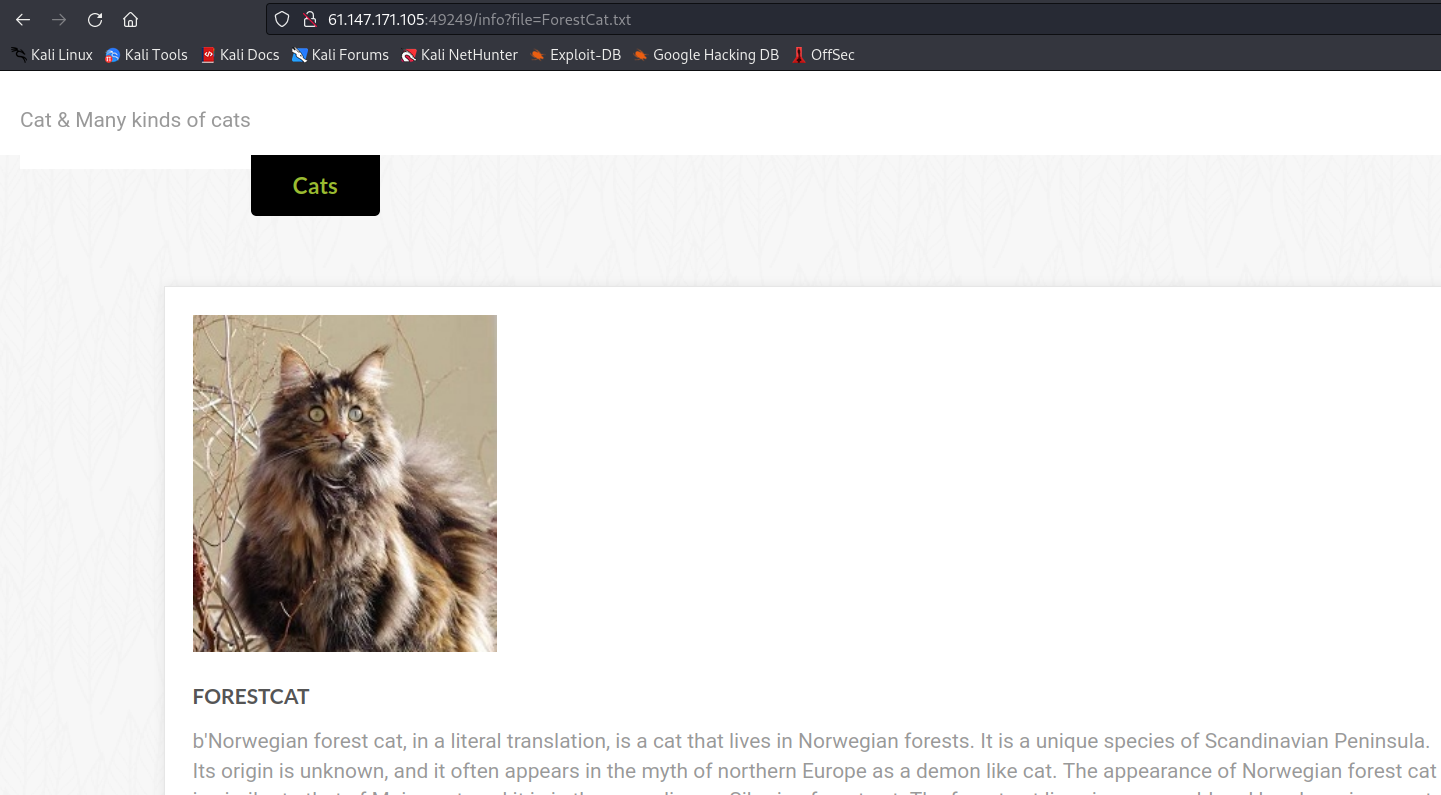 61.147.171.105:49249/info?file=ForestCat.txt
Kali Linux Kali Tools Kali Docs Kali Forums Kali NetHunter Exploit-DB Google Hacking DB OffSec
Cat & Many kinds of cats
Cats
FORESTCAT
b'Norwegian forest cat, in a literal translation, is a cat that lives in Norwegian forests. It is a unique species of Scandinavian Peninsula.
Its origin is unknown, and it often appears in the myth of northern Europe as a demon like cat. The appearance of Norwegian forest cat